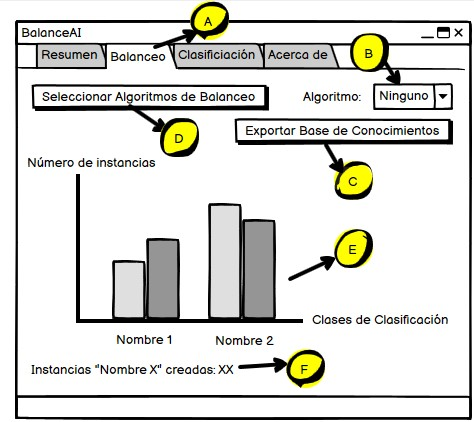 A
BalanceAI
Resumen
Balanceo
Clasificiación
Acerca de
B
Seleccionar Algoritmos de Balanceo
Algoritmo:
Ninguno
D
Exportar Base de Conocimientos
Número de instancias
C
E
Clases de Clasificación
Nombre 1
Nombre 2
Instancias "Nombre X" creadas: XX
F